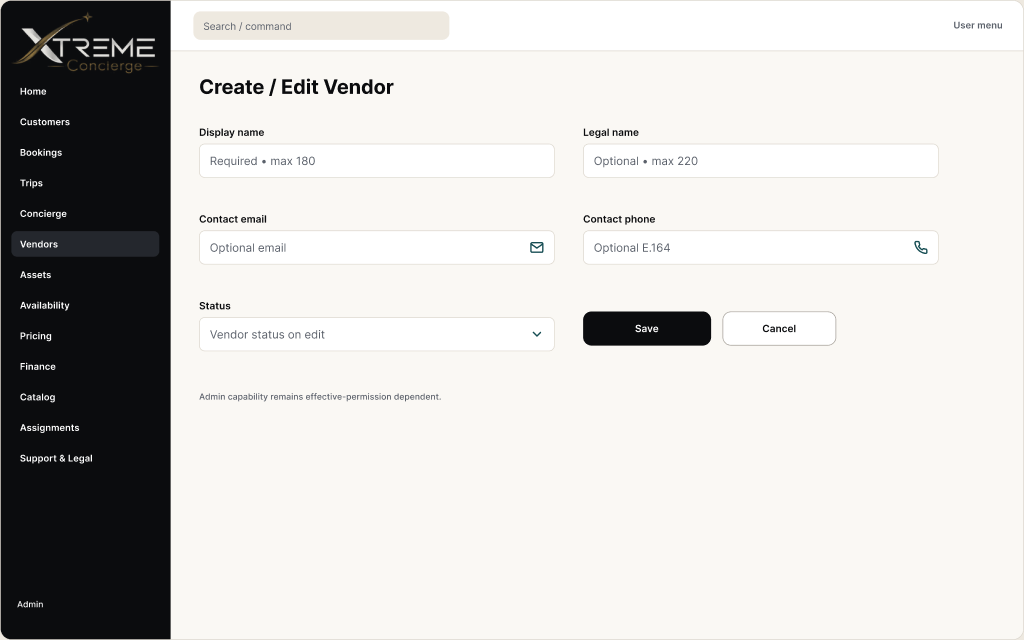 XTREME
Concierge
Home
Customers
Bookings
Trips
Concierge
Vendors
Assets
Availability
Pricing
Finance
Catalog
Assignments
Support & Legal
Admin
Search / command
User menu
Create / Edit Vendor
Display name
Required • max 180
Legal name
Optional • max 220
Contact email
Optional email
Contact phone
Optional E.164
Status
Vendor status on edit
Save
Cancel
Admin capability remains effective-permission dependent.